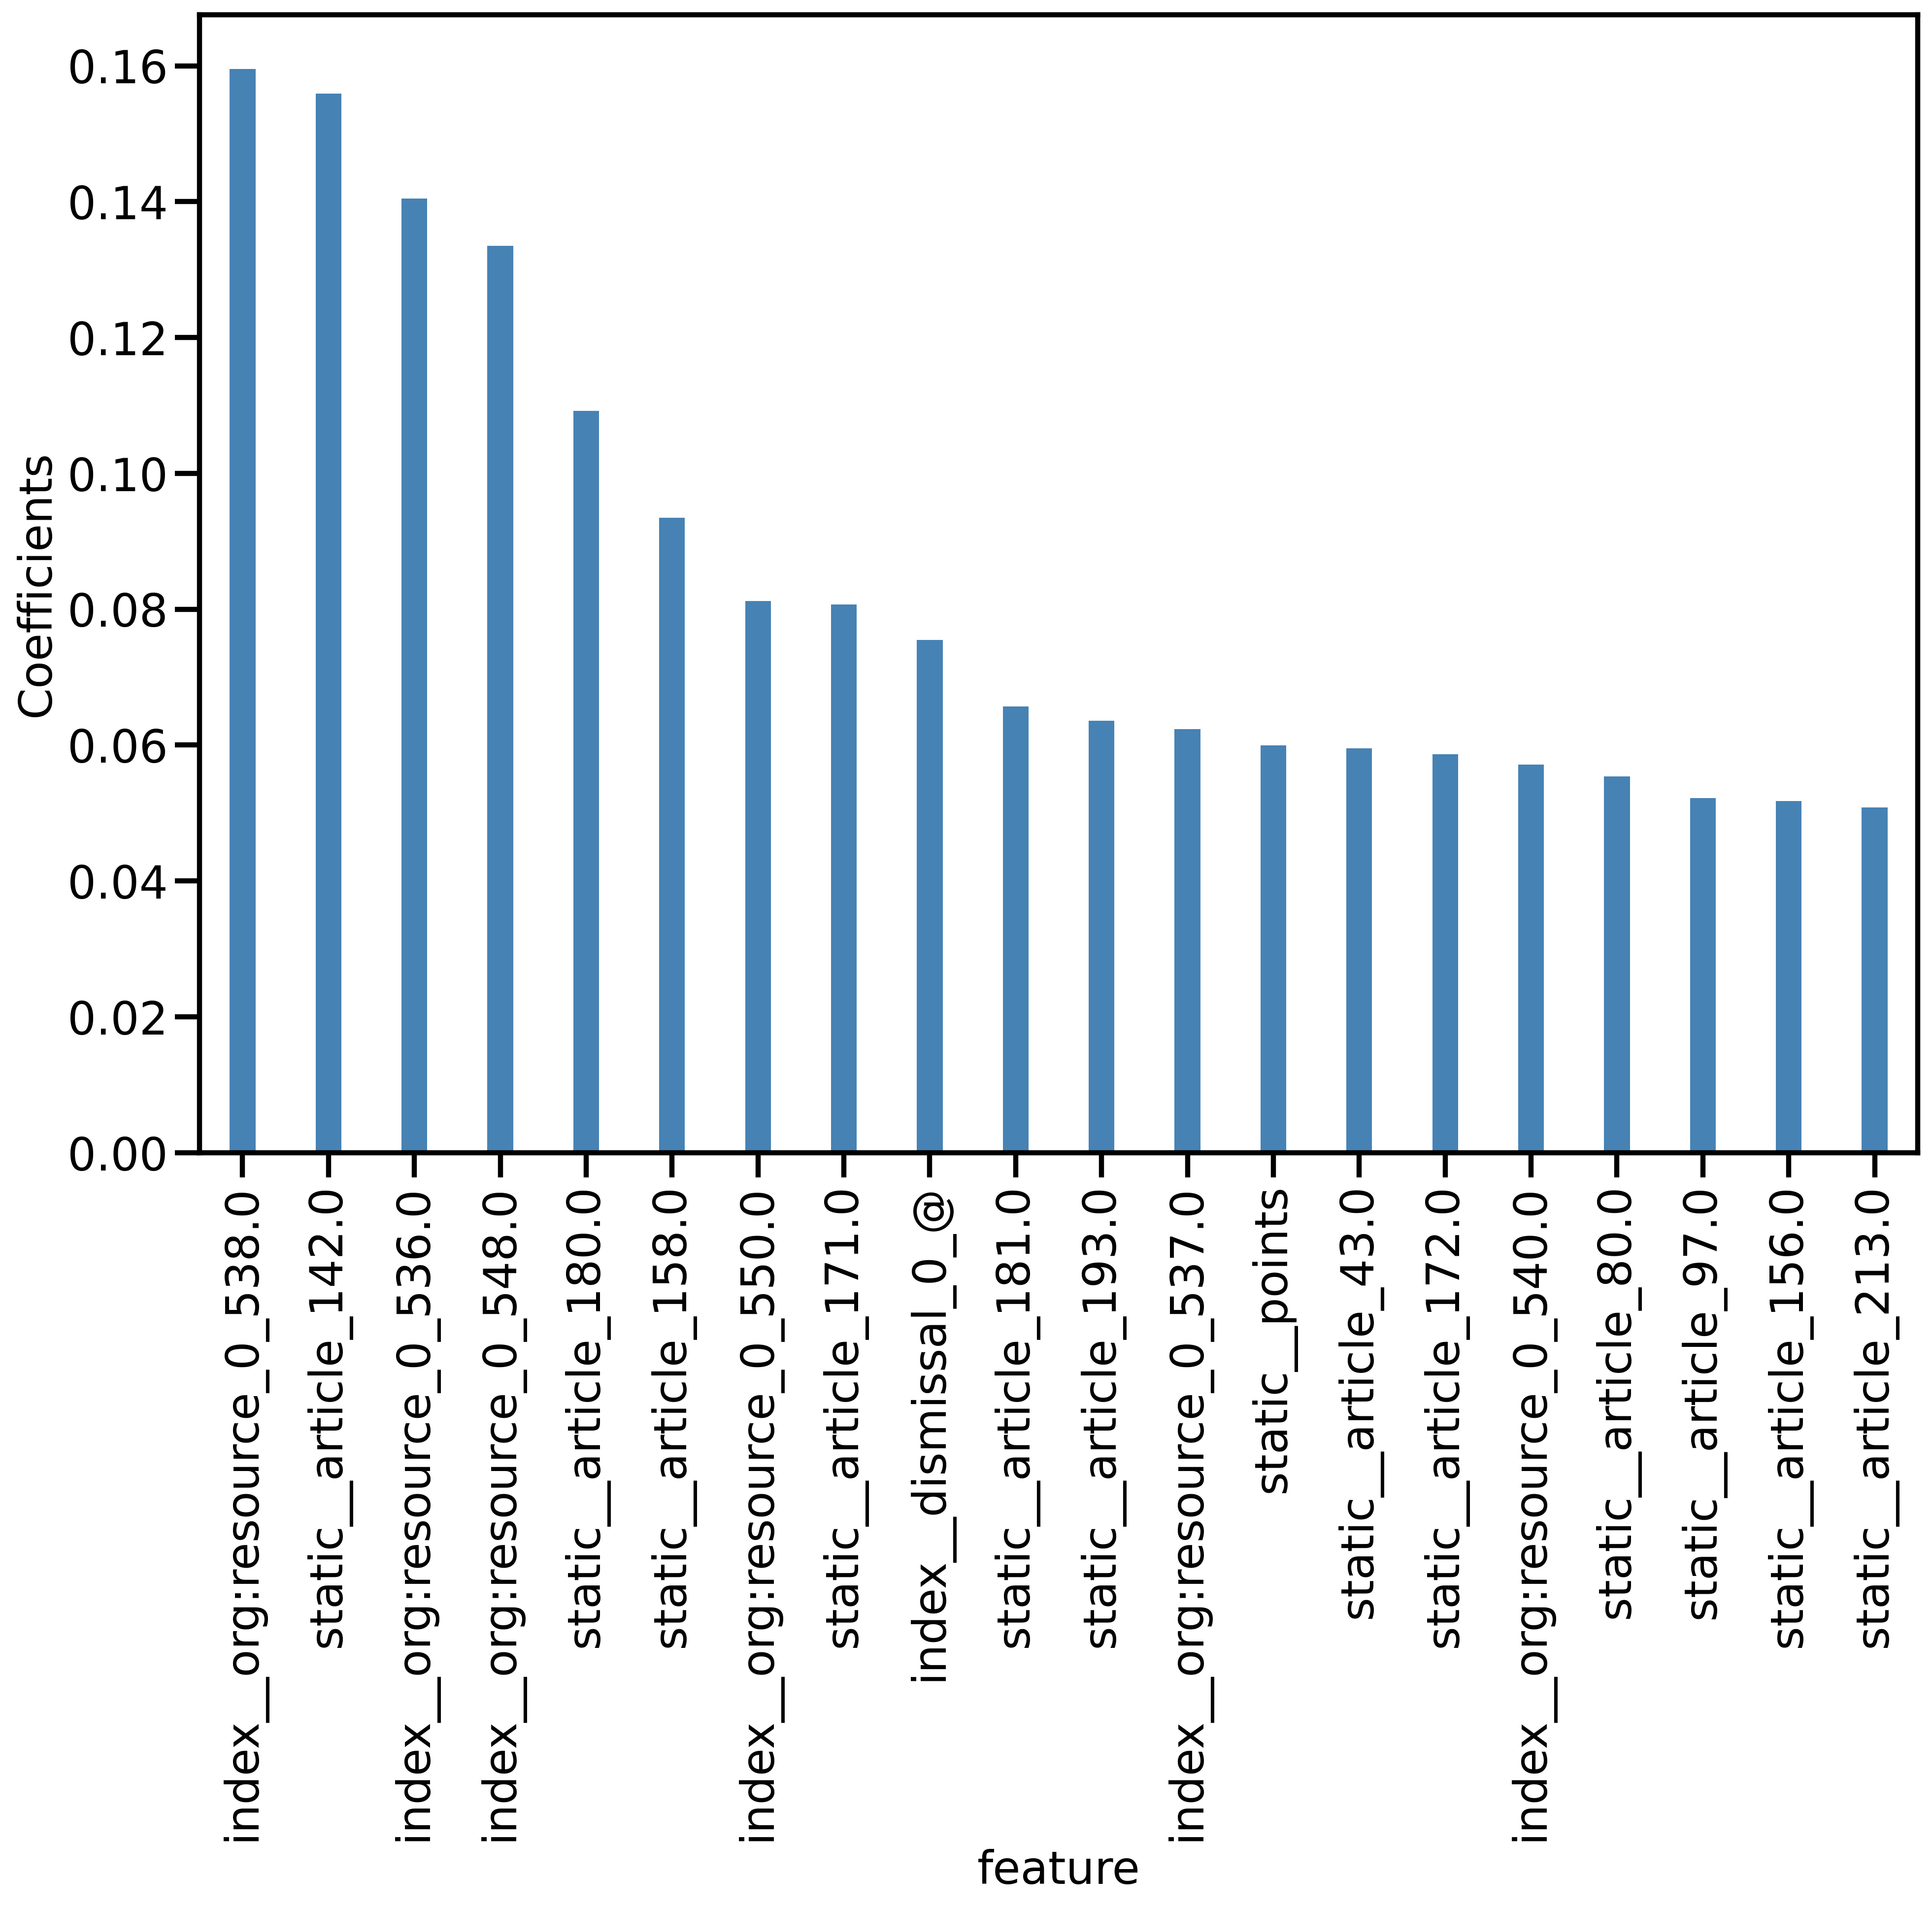 0.16
0.14
0.12
0.10
0.08
0.06
0.04
0.02
0.00
Coefficients
index__org:resource_0_538.0
static__article_142.0
index__org:resource_0_536.0
index__org:resource_0_548.0
static__article_180.0
static__article_158.0
index__org:resource_0_550.0
static__article_171.0
index__dismissal_0_@
static__article_181.0
static__article_193.0
index__org:resource_0_537.0
static__points
static__article_43.0
static__article_172.0
index__org:resource_0_540.0
static__article_80.0
static__article_97.0
static__article_156.0
static__article_213.0
feature